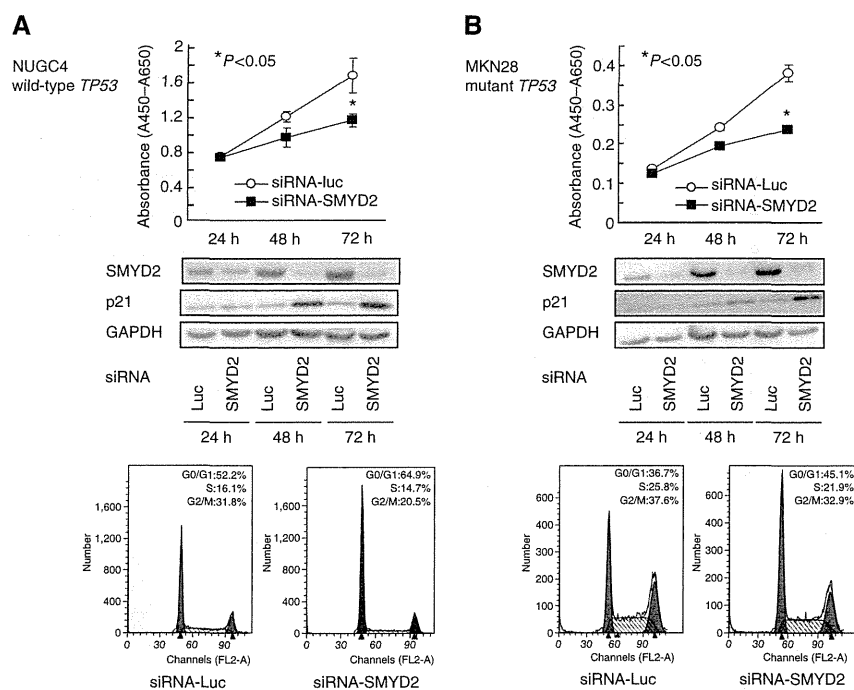 A
NUGC4
wild-type TP53
*P<0.05
Absorbance (A450–A650)
2
1.6
1.2
0.8
0.4
0
siRNA-luc
siRNA-SMYD2
*
24 h 48 h 72 h
SMYD2
p21
GAPDH
siRNA
Luc SMYD2 Luc SMYD2 Luc SMYD2
24 h 48 h 72 h
Number
1,600
1,200
800
400
0
G0/G1:52.2%
S:16.1%
G2/M:31.8%
0 30 60 90
Channels (FL2-A)
siRNA-Luc
Number
1,600
1,200
800
400
0
G0/G1:64.9%
S:14.7%
G2/M:20.5%
0 30 60 90
Channels (FL2-A)
siRNA-SMYD2
B
MKN28
mutant TP53
*P<0.05
Absorbance (A450–A650)
0.4
0.3
0.2
0.1
0
siRNA-Luc
siRNA-SMYD2
*
24 h 48 h 72 h
SMYD2
p21
GAPDH
siRNA
Luc SMYD2 Luc SMYD2 Luc SMYD2
24 h 48 h 72 h
Number
600
400
300
200
100
0
G0/G1:36.7%
S:25.8%
G2/M:37.6%
0 30 60 90
Channels (FL2-A)
siRNA-Luc
Number
600
400
300
200
100
0
G0/G1:45.1%
S:21.9%
G2/M:32.9%
0 30 60 90
Channels (FL2-A)
siRNA-SMYD2